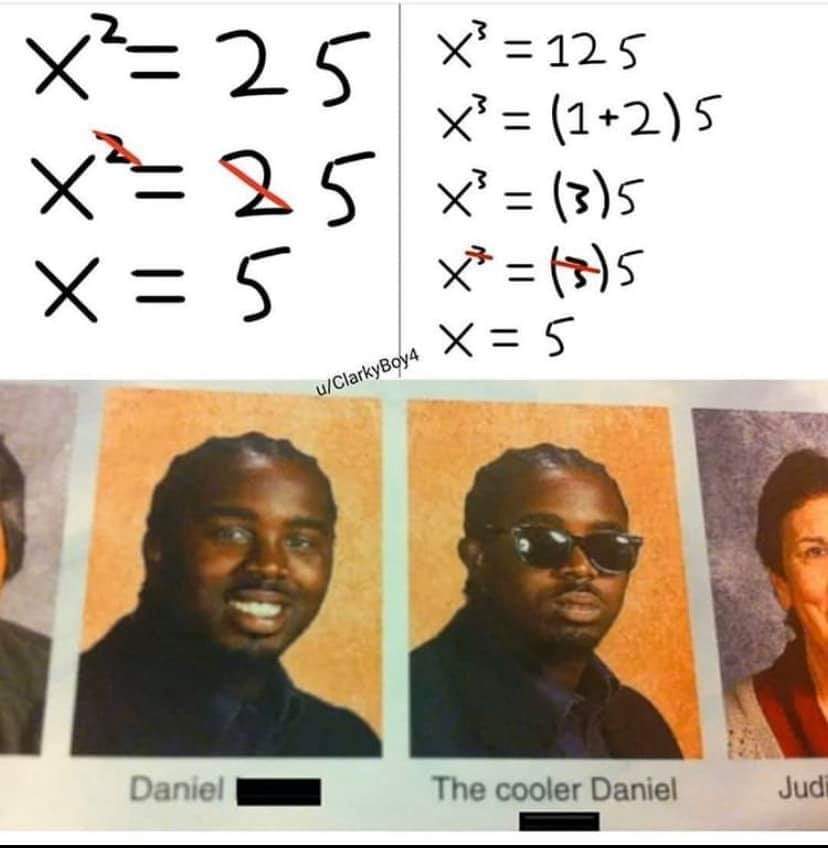 x² = 25
x² = 25
x = 5
x³ = 125
x³ = (1+2)5
x³ = (3)5
x³ = (3)5
x = 5
u/ClarkyBoy4
Daniel
The cooler Daniel
Judi